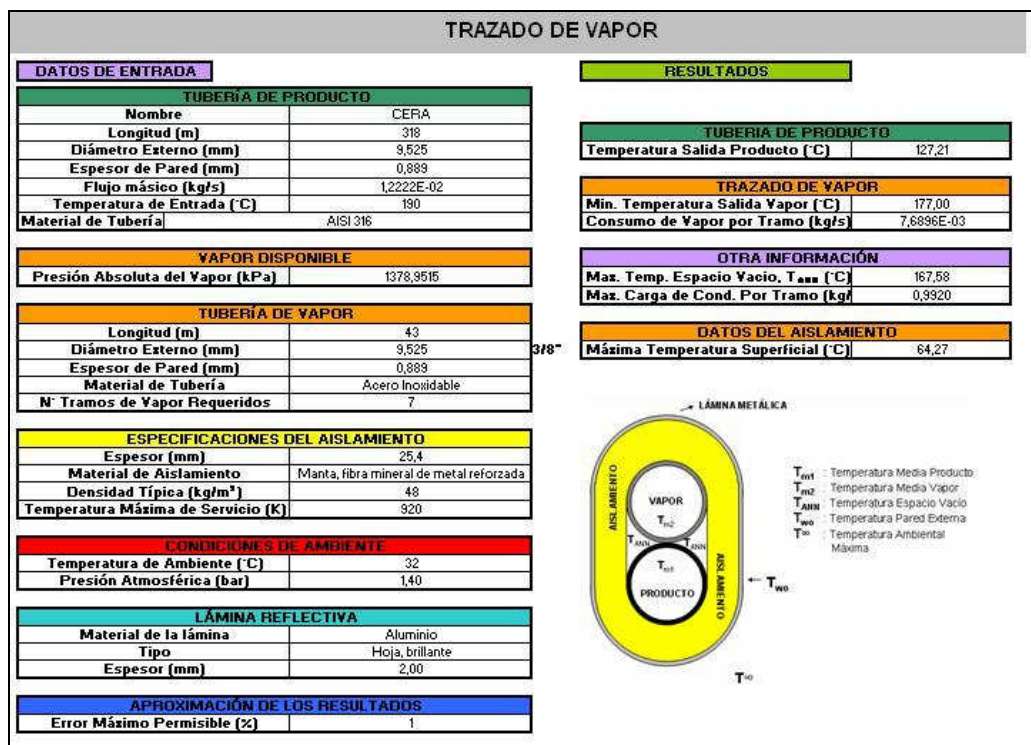 TRAZADO DE VAPOR
DATOS DE ENTRADA
TUBERÍA DE PRODUCTO
Nombre CERA
Longitud (m) 318
Diámetro Externo (mm) 9,525
Espesor de Pared (mm) 0,889
Flujo másico (kg/s) 1,2222E-02
Temperatura de Entrada (°C) 190
Material de Tubería AISI 316
VAPOR DISPONIBLE
Presión Absoluta del Vapor (kPa) 1378,9515
TUBERÍA DE VAPOR
Longitud (m) 43
Diámetro Externo (mm) 9,525 3/8"
Espesor de Pared (mm) 0,889
Material de Tubería Acero Inoxidable
N° Tramos de Vapor Requeridos 7
ESPECIFICACIONES DEL AISLAMIENTO
Espesor (mm) 25,4
Material de Aislamiento Manta, fibra mineral de metal reforzada
Densidad Típica (kg/m³) 48
Temperatura Máxima de Servicio (K) 920
CONDICIONES DE AMBIENTE
Temperatura de Ambiente (°C) 32
Presión Atmosférica (bar) 1,40
LÁMINA REFLECTIVA
Material de la lámina Aluminio
Tipo Hoja, brillante
Espesor (mm) 2,00
APROXIMACIÓN DE LOS RESULTADOS
Error Máximo Permisible (%) 1
RESULTADOS
TUBERIA DE PRODUCTO
Temperatura Salida Producto (°C) 127,21
TRAZADO DE VAPOR
Min. Temperatura Salida Vapor (°C) 177,00
Consumo de Vapor por Tramo (kg/s) 7,6896E-03
OTRA INFORMACIÓN
Max. Temp. Espacio Vacio, TANN (°C) 167,58
Max. Carga de Cond. Por Tramo (kg/ 0,9920
DATOS DEL AISLAMIENTO
Máxima Temperatura Superficial (°C) 64,27
LÁMINA METÁLICA
AISLAMIENTO
VAPOR
Tm2
TANN TANN
Tm1
PRODUCTO
AISLAMIENTO
Two
T∞
Tm1 : Temperatura Media Producto
Tm2 : Temperatura Media Vapor
TANN : Temperatura Espacio Vacio
Two : Temperatura Pared Externa
T∞ : Temperatura Ambiental
Máxima